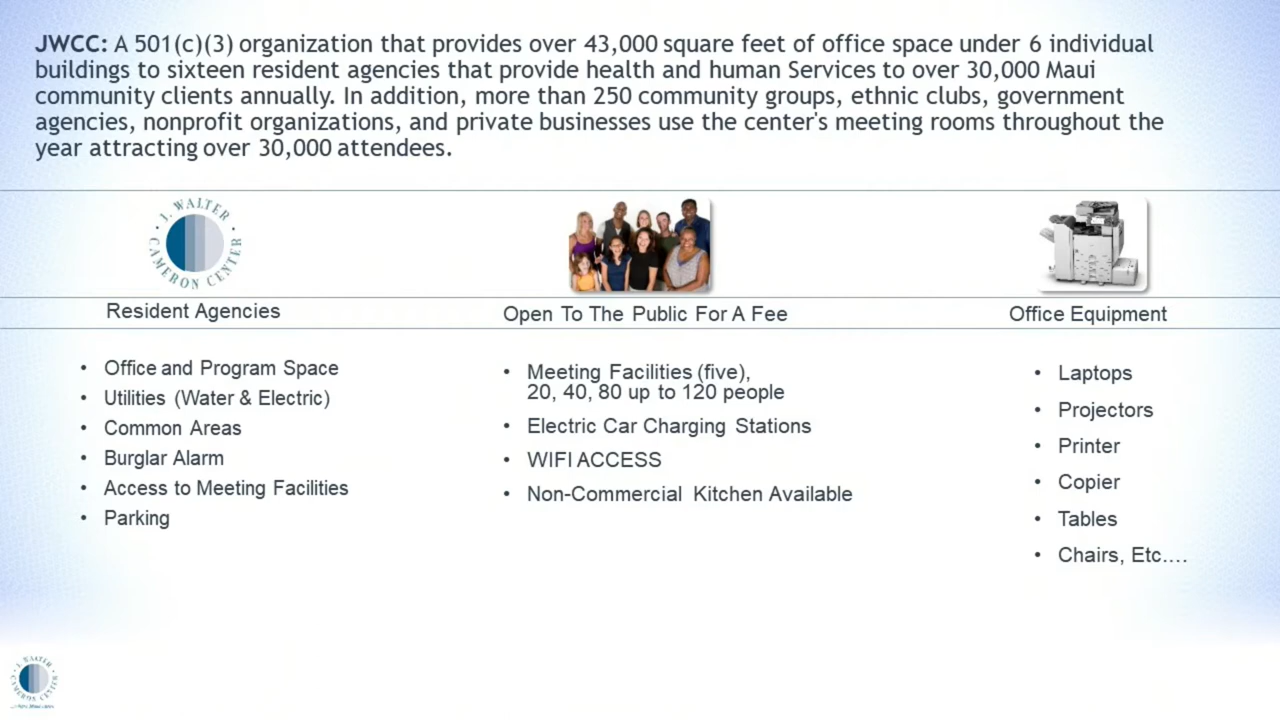 JWCC: A 501(c)(3) organization that provides over 43,000 square feet of office space under 6 individual
buildings to sixteen resident agencies that provide health and human Services to over 30,000 Maui
community clients annually. In addition, more than 250 community groups, ethnic clubs, government
agencies, nonprofit organizations, and private businesses use the center's meeting rooms throughout the
year attracting over 30,000 attendees.
· J. WALTER ·
CAMERON CENTER
Resident Agencies
• Office and Program Space
• Utilities (Water & Electric)
• Common Areas
• Burglar Alarm
• Access to Meeting Facilities
• Parking
Open To The Public For A Fee
• Meeting Facilities (five),
20, 40, 80 up to 120 people
• Electric Car Charging Stations
• WIFI ACCESS
• Non-Commercial Kitchen Available
Office Equipment
• Laptops
• Projectors
• Printer
• Copier
• Tables
• Chairs, Etc....
· J. WALTER ·
CAMERON CENTER